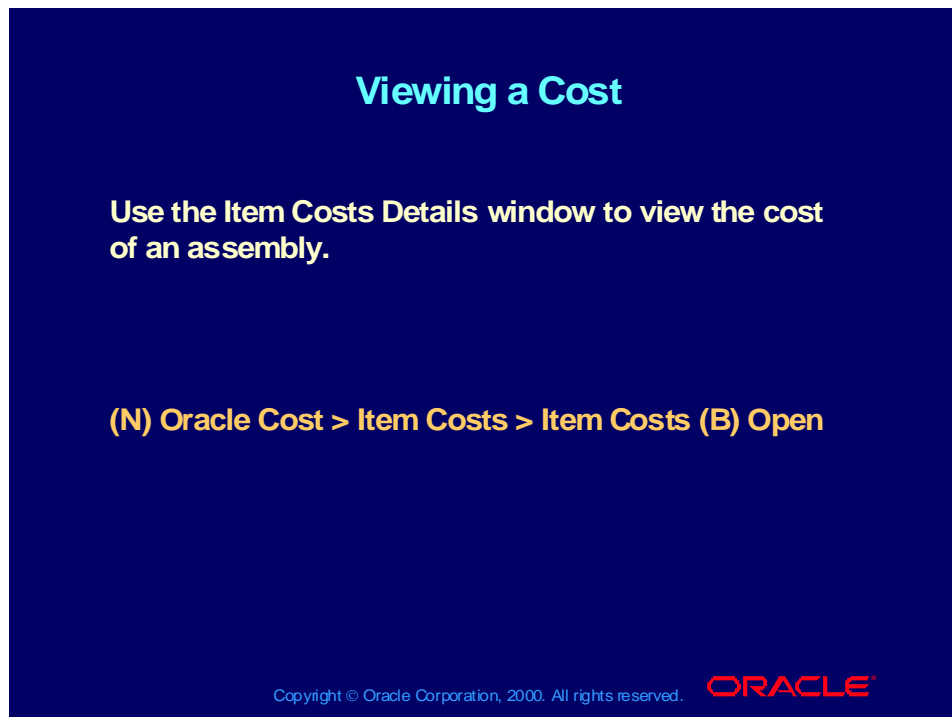 Viewing a Cost
Use the Item Costs Details window to view the cost
of an assembly.
(N) Oracle Cost > Item Costs > Item Costs (B) Open
Copyright © Oracle Corporation, 2000. All rights reserved.
ORACLE®